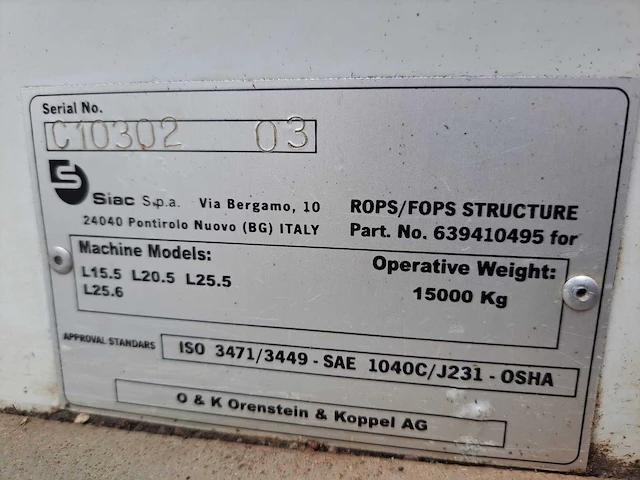 Serial No.
C10302 03
S
Siac S.p.a. Via Bergamo, 10
24040 Pontirolo Nuovo (BG) ITALY
ROPS/FOPS STRUCTURE
Part. No. 639410495 for
Machine Models:
L15.5 L20.5 L25.5
L25.6
Operative Weight:
15000 Kg
APPROVAL STANDARS
ISO 3471/3449 - SAE 1040C/J231 - OSHA
O & K Orenstein & Koppel AG